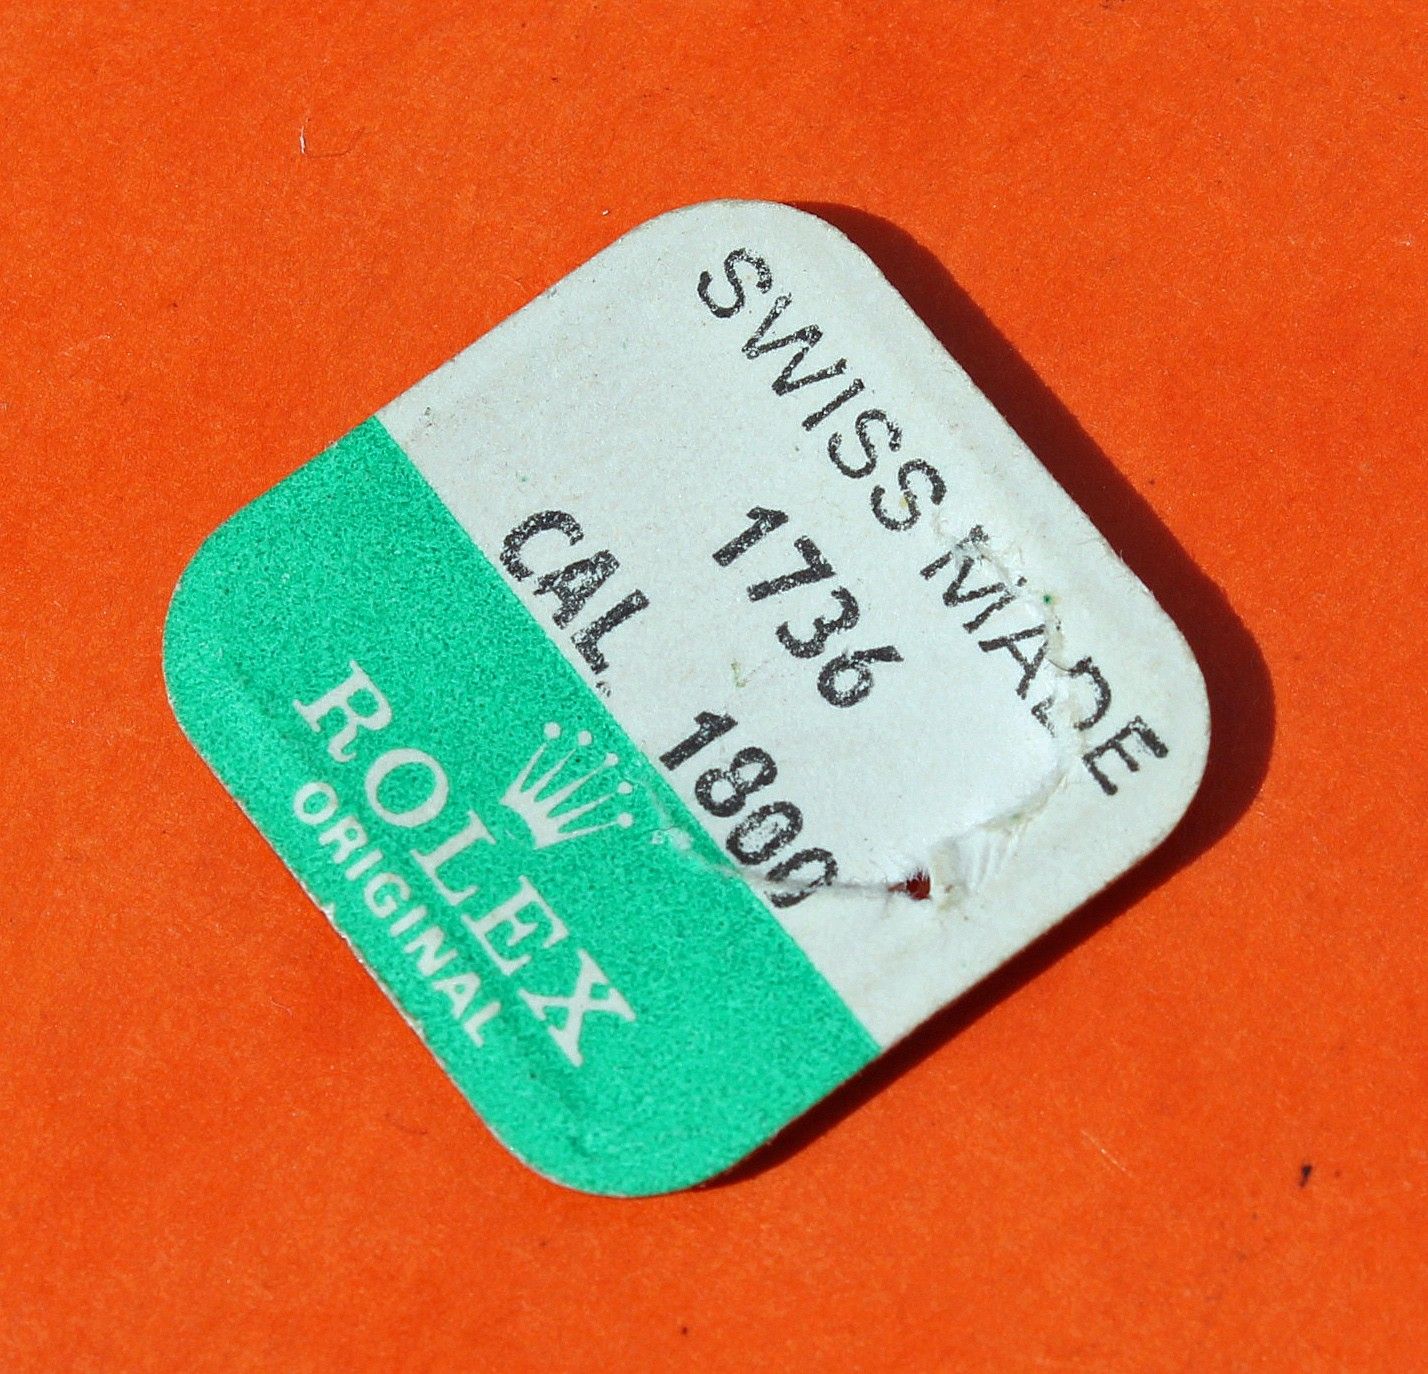 SWISS MADE
1736
CAL. 1800
ROLEX
ORIGINAL